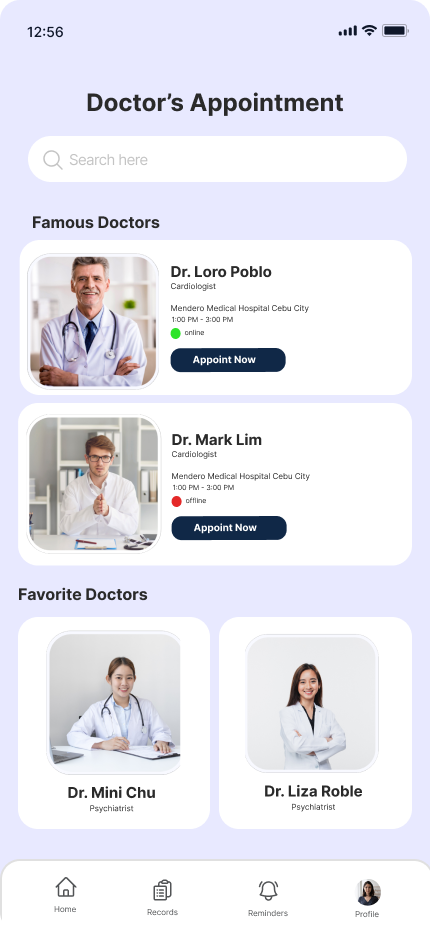 12:56
Doctor’s Appointment
Search here
Famous Doctors
Dr. Loro Poblo
Cardiologist
Mendero Medical Hospital Cebu City
1:00 PM - 3:00 PM
online
Appoint Now
Dr. Mark Lim
Cardiologist
Mendero Medical Hospital Cebu City
1:00 PM - 3:00 PM
offline
Appoint Now
Favorite Doctors
Dr. Mini Chu
Psychiatrist
Dr. Liza Roble
Psychiatrist
Home
Records
Reminders
Profile